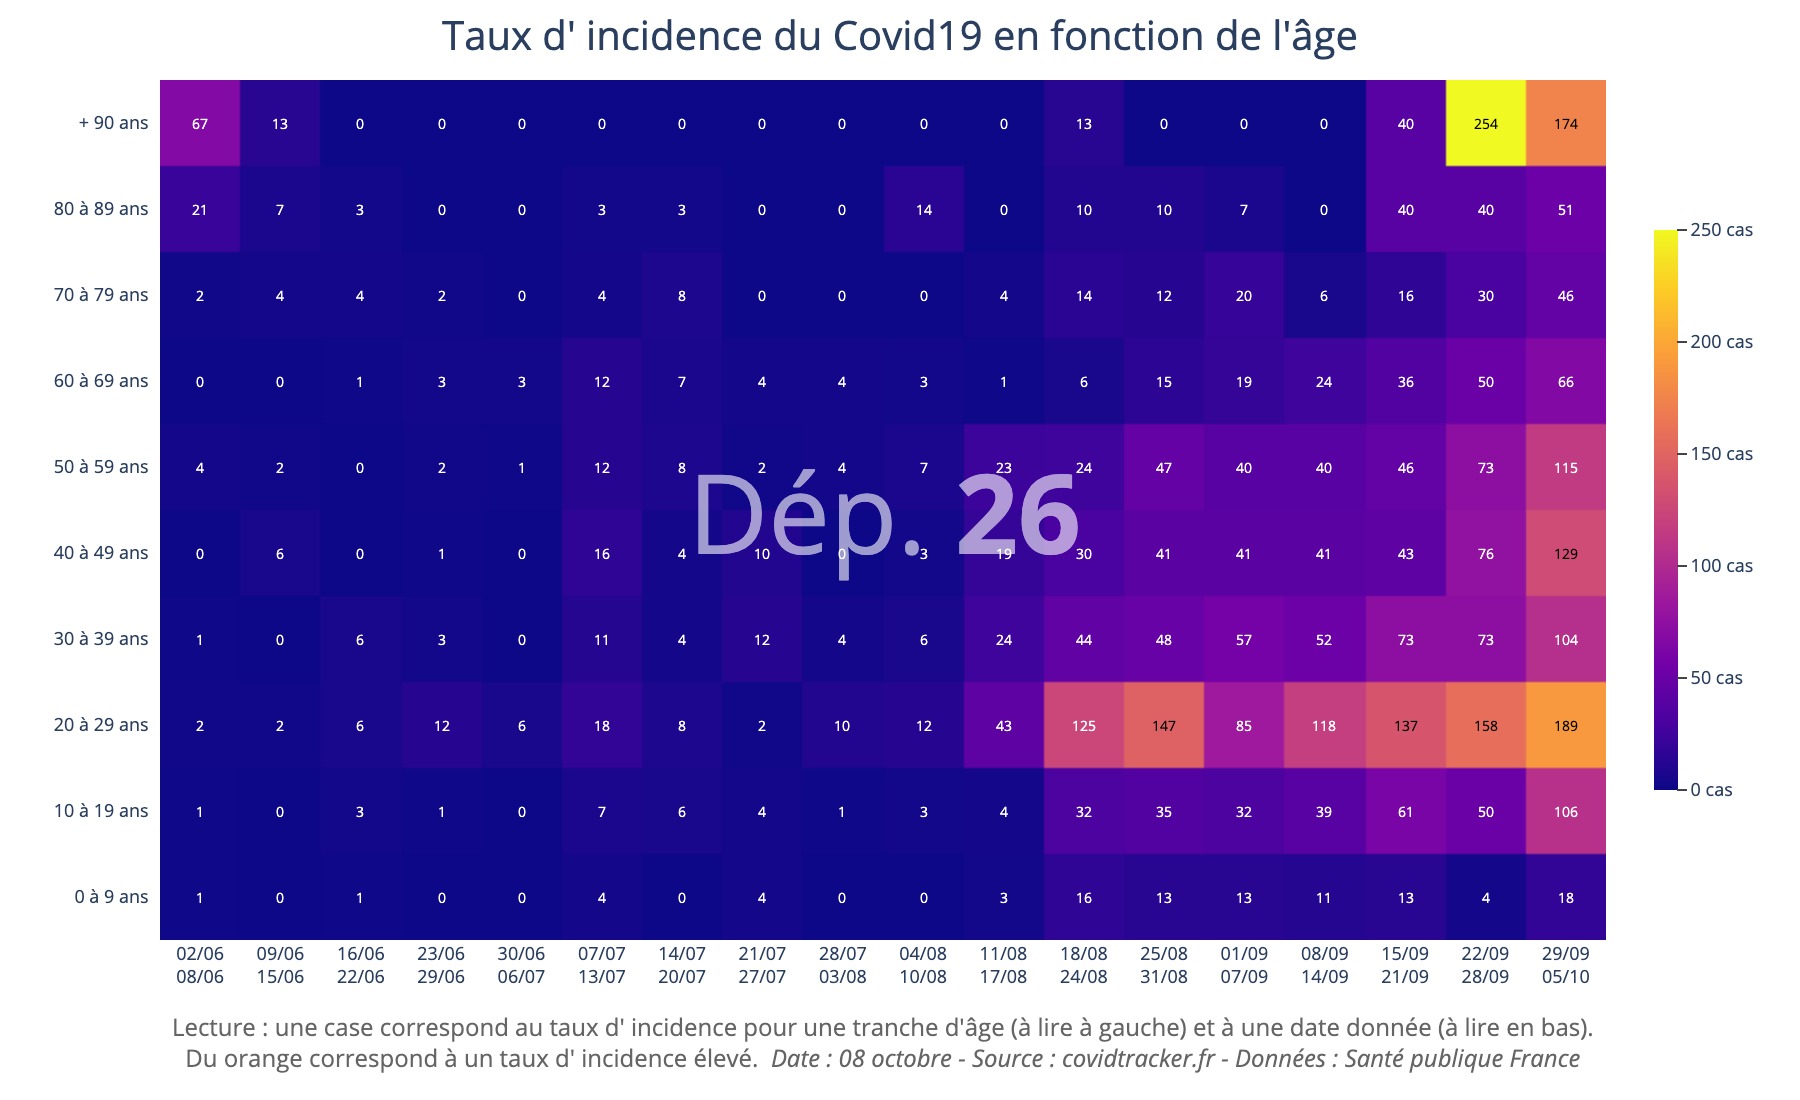 Taux d' incidence du Covid19 en fonction de l'âge
+ 90 ans 67 13 0 0 0 0 0 0 0 0 0 13 0 0 0 40 254 174
80 à 89 ans 21 7 3 0 0 3 3 0 0 14 0 10 10 7 0 40 40 51
70 à 79 ans 2 4 4 2 0 4 8 0 0 0 4 14 12 20 6 16 30 46
60 à 69 ans 0 0 1 3 3 12 7 4 4 3 1 6 15 19 24 36 50 66
50 à 59 ans 4 2 0 2 1 12 8 2 4 7 23 24 47 40 40 46 73 115
Dép. 26
40 à 49 ans 0 6 0 1 0 16 4 10 0 3 19 30 41 41 41 43 76 129
30 à 39 ans 1 0 6 3 0 11 4 12 4 6 24 44 48 57 52 73 73 104
20 à 29 ans 2 2 6 12 6 18 8 2 10 12 43 125 147 85 118 137 158 189
10 à 19 ans 1 0 3 1 0 7 6 4 1 3 4 32 35 32 39 61 50 106
0 à 9 ans 1 0 1 0 0 4 0 4 0 0 3 16 13 13 11 13 4 18
02/06 09/06 16/06 23/06 30/06 07/07 14/07 21/07 28/07 04/08 11/08 18/08 25/08 01/09 08/09 15/09 22/09 29/09
08/06 15/06 22/06 29/06 06/07 13/07 20/07 27/07 03/08 10/08 17/08 24/08 31/08 07/09 14/09 21/09 28/09 05/10
250 cas
200 cas
150 cas
100 cas
50 cas
0 cas
Lecture : une case correspond au taux d' incidence pour une tranche d'âge (à lire à gauche) et à une date donnée (à lire en bas).
Du orange correspond à un taux d' incidence élevé. Date : 08 octobre - Source : covidtracker.fr - Données : Santé publique France